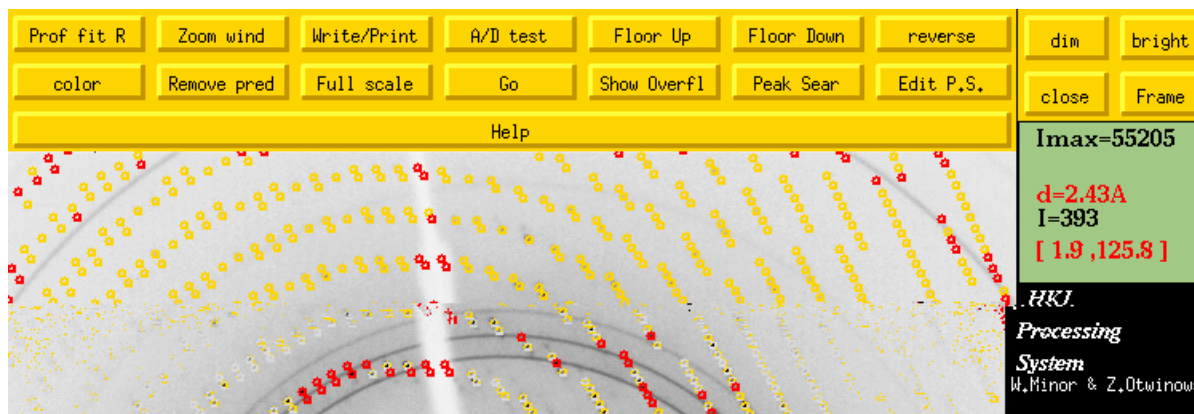 Prof fit R Zoom wind Write/Print A/D test Floor Up Floor Down reverse dim bright
color Remove pred Full scale Go Show Overfl Peak Sear Edit P.S. close Frame
Help
Imax=55205
d=2.43A
I=393
[ 1.9 ,125.8 ]
HKJ.
Processing
System
W.Minor & Z.Otwinow